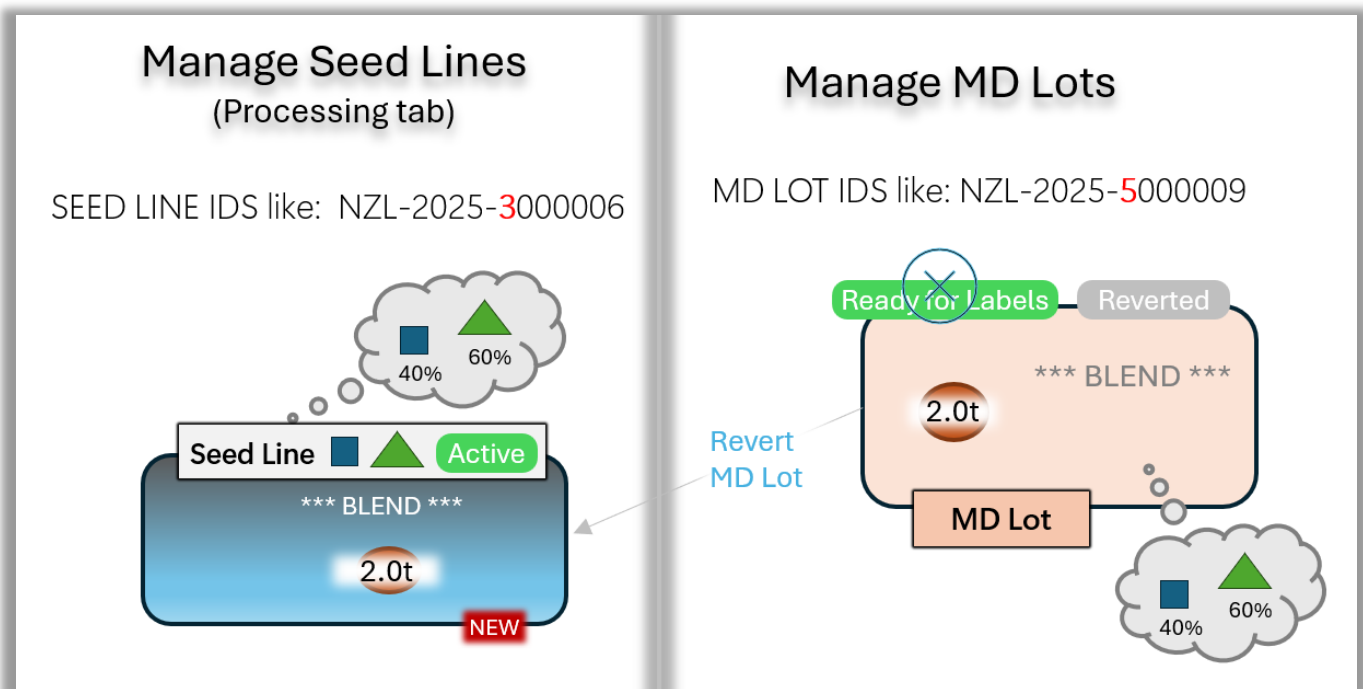 Manage Seed Lines
(Processing tab)
SEED LINE IDS like: NZL-2025-3000006
40%
60%
Seed Line
Active
*** BLEND ***
2.0t
NEW
Revert
MD Lot
Manage MD Lots
MD LOT IDS like: NZL-2025-5000009
Ready for Labels
Reverted
*** BLEND ***
2.0t
MD Lot
40%
60%